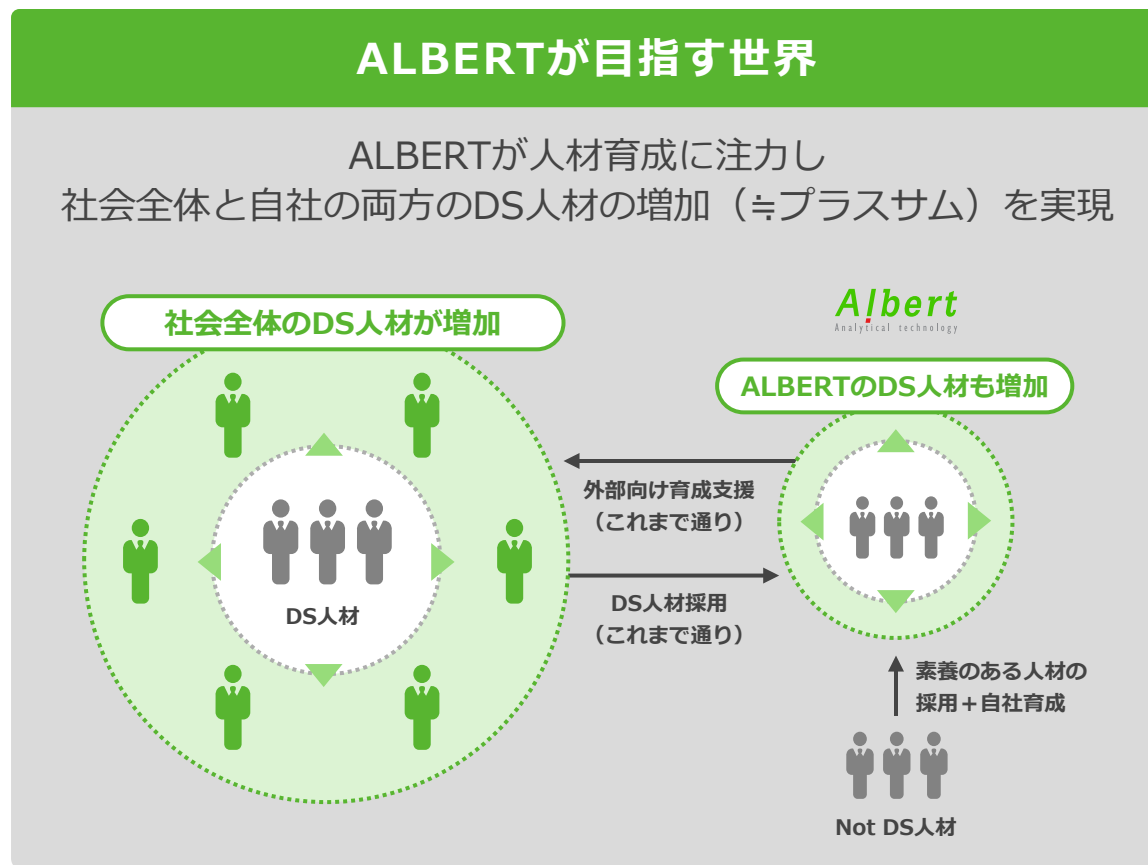 ALBERTが目指す世界
ALBERTが人材育成に注力し
社会全体と自社の両方のDS人材の増加（≒プラスサム）を実現
社会全体のDS人材が増加
Albert
Analytical technology
ALBERTのDS人材も増加
外部向け育成支援
（これまで通り）
DS人材
DS人材採用
（これまで通り）
素養のある人材の
採用＋自社育成
Not DS人材